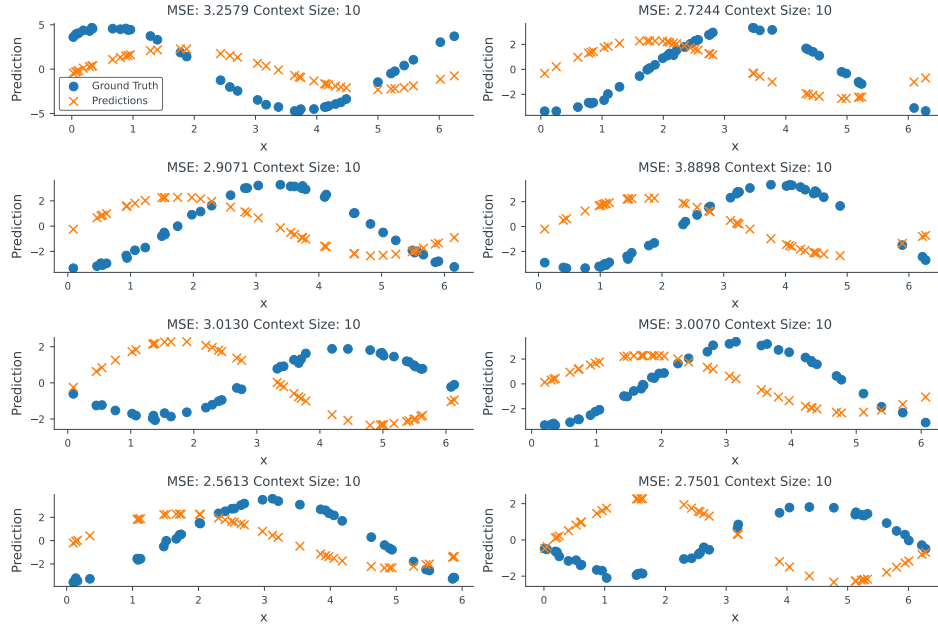 MSE: 3.2579 Context Size: 10
Prediction
5
0
−5
Ground Truth
Predictions
0 1 2 3 4 5 6
x
MSE: 2.7244 Context Size: 10
Prediction
2
0
−2
0 1 2 3 4 5 6
x
MSE: 2.9071 Context Size: 10
Prediction
2
0
−2
0 1 2 3 4 5 6
x
MSE: 3.8898 Context Size: 10
Prediction
2
0
−2
0 1 2 3 4 5 6
x
MSE: 3.0130 Context Size: 10
Prediction
2
0
−2
0 1 2 3 4 5 6
x
MSE: 3.0070 Context Size: 10
Prediction
2
0
−2
0 1 2 3 4 5 6
x
MSE: 2.5613 Context Size: 10
Prediction
2
0
−2
0 1 2 3 4 5 6
x
MSE: 2.7501 Context Size: 10
Prediction
2
0
−2
0 1 2 3 4 5 6
x